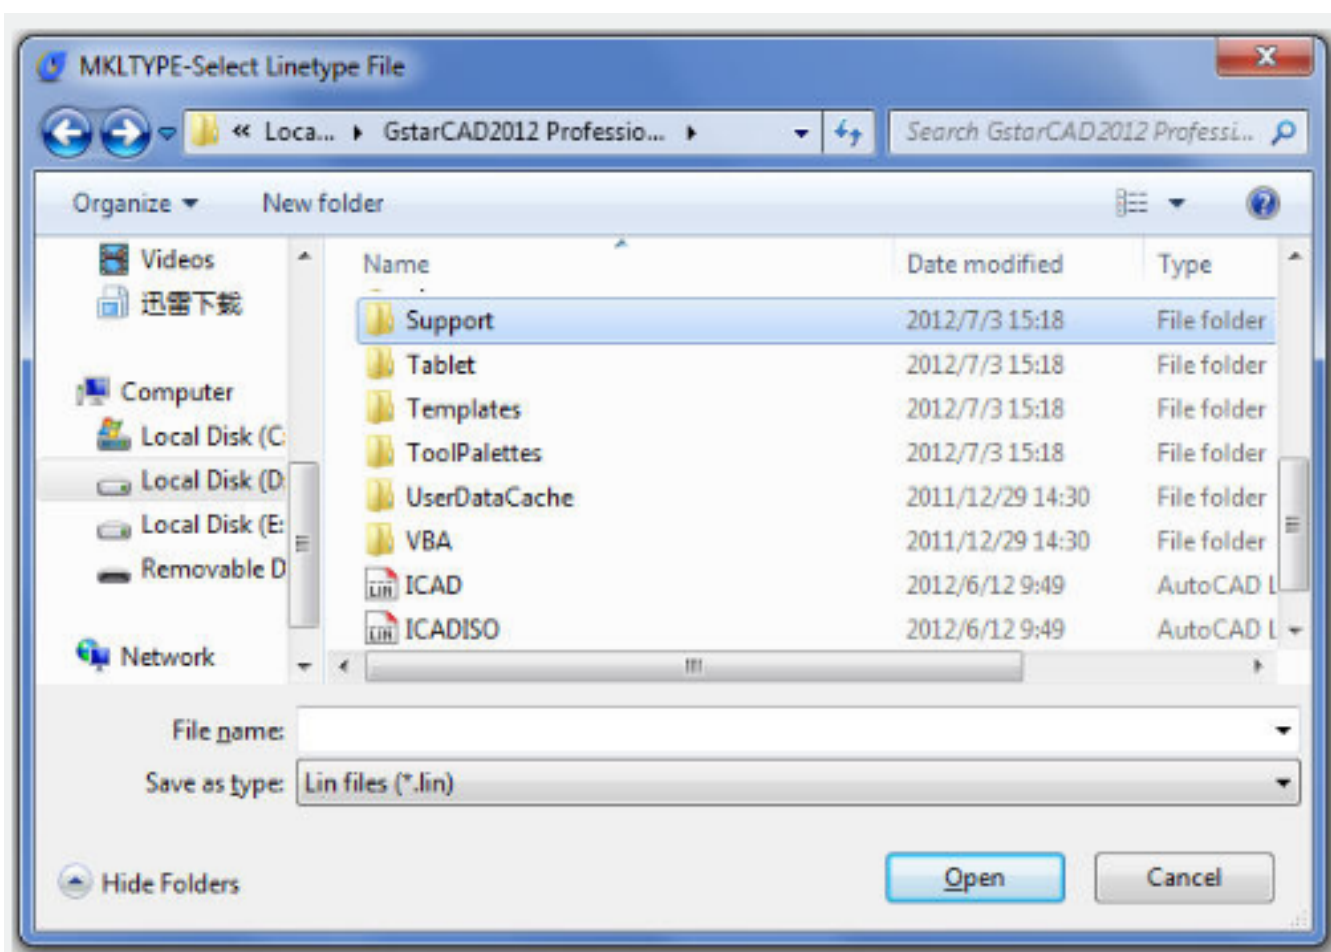 MKLTYPE-Select Linetype File
« Loca... GstarCAD2012 Professio... Search GstarCAD2012 Professi...
Organize New folder
Videos
迅雷下载
Computer
Local Disk (C:
Local Disk (D:
Local Disk (E:
Removable D
Network
Name Date modified Type
Support 2012/7/3 15:18 File folder
Tablet 2012/7/3 15:18 File folder
Templates 2012/7/3 15:18 File folder
ToolPalettes 2012/7/3 15:18 File folder
UserDataCache 2011/12/29 14:30 File folder
VBA 2011/12/29 14:30 File folder
ICAD 2012/6/12 9:49 AutoCAD L
ICADISO 2012/6/12 9:49 AutoCAD L
File name:
Save as type: Lin files (*.lin)
Hide Folders Open Cancel